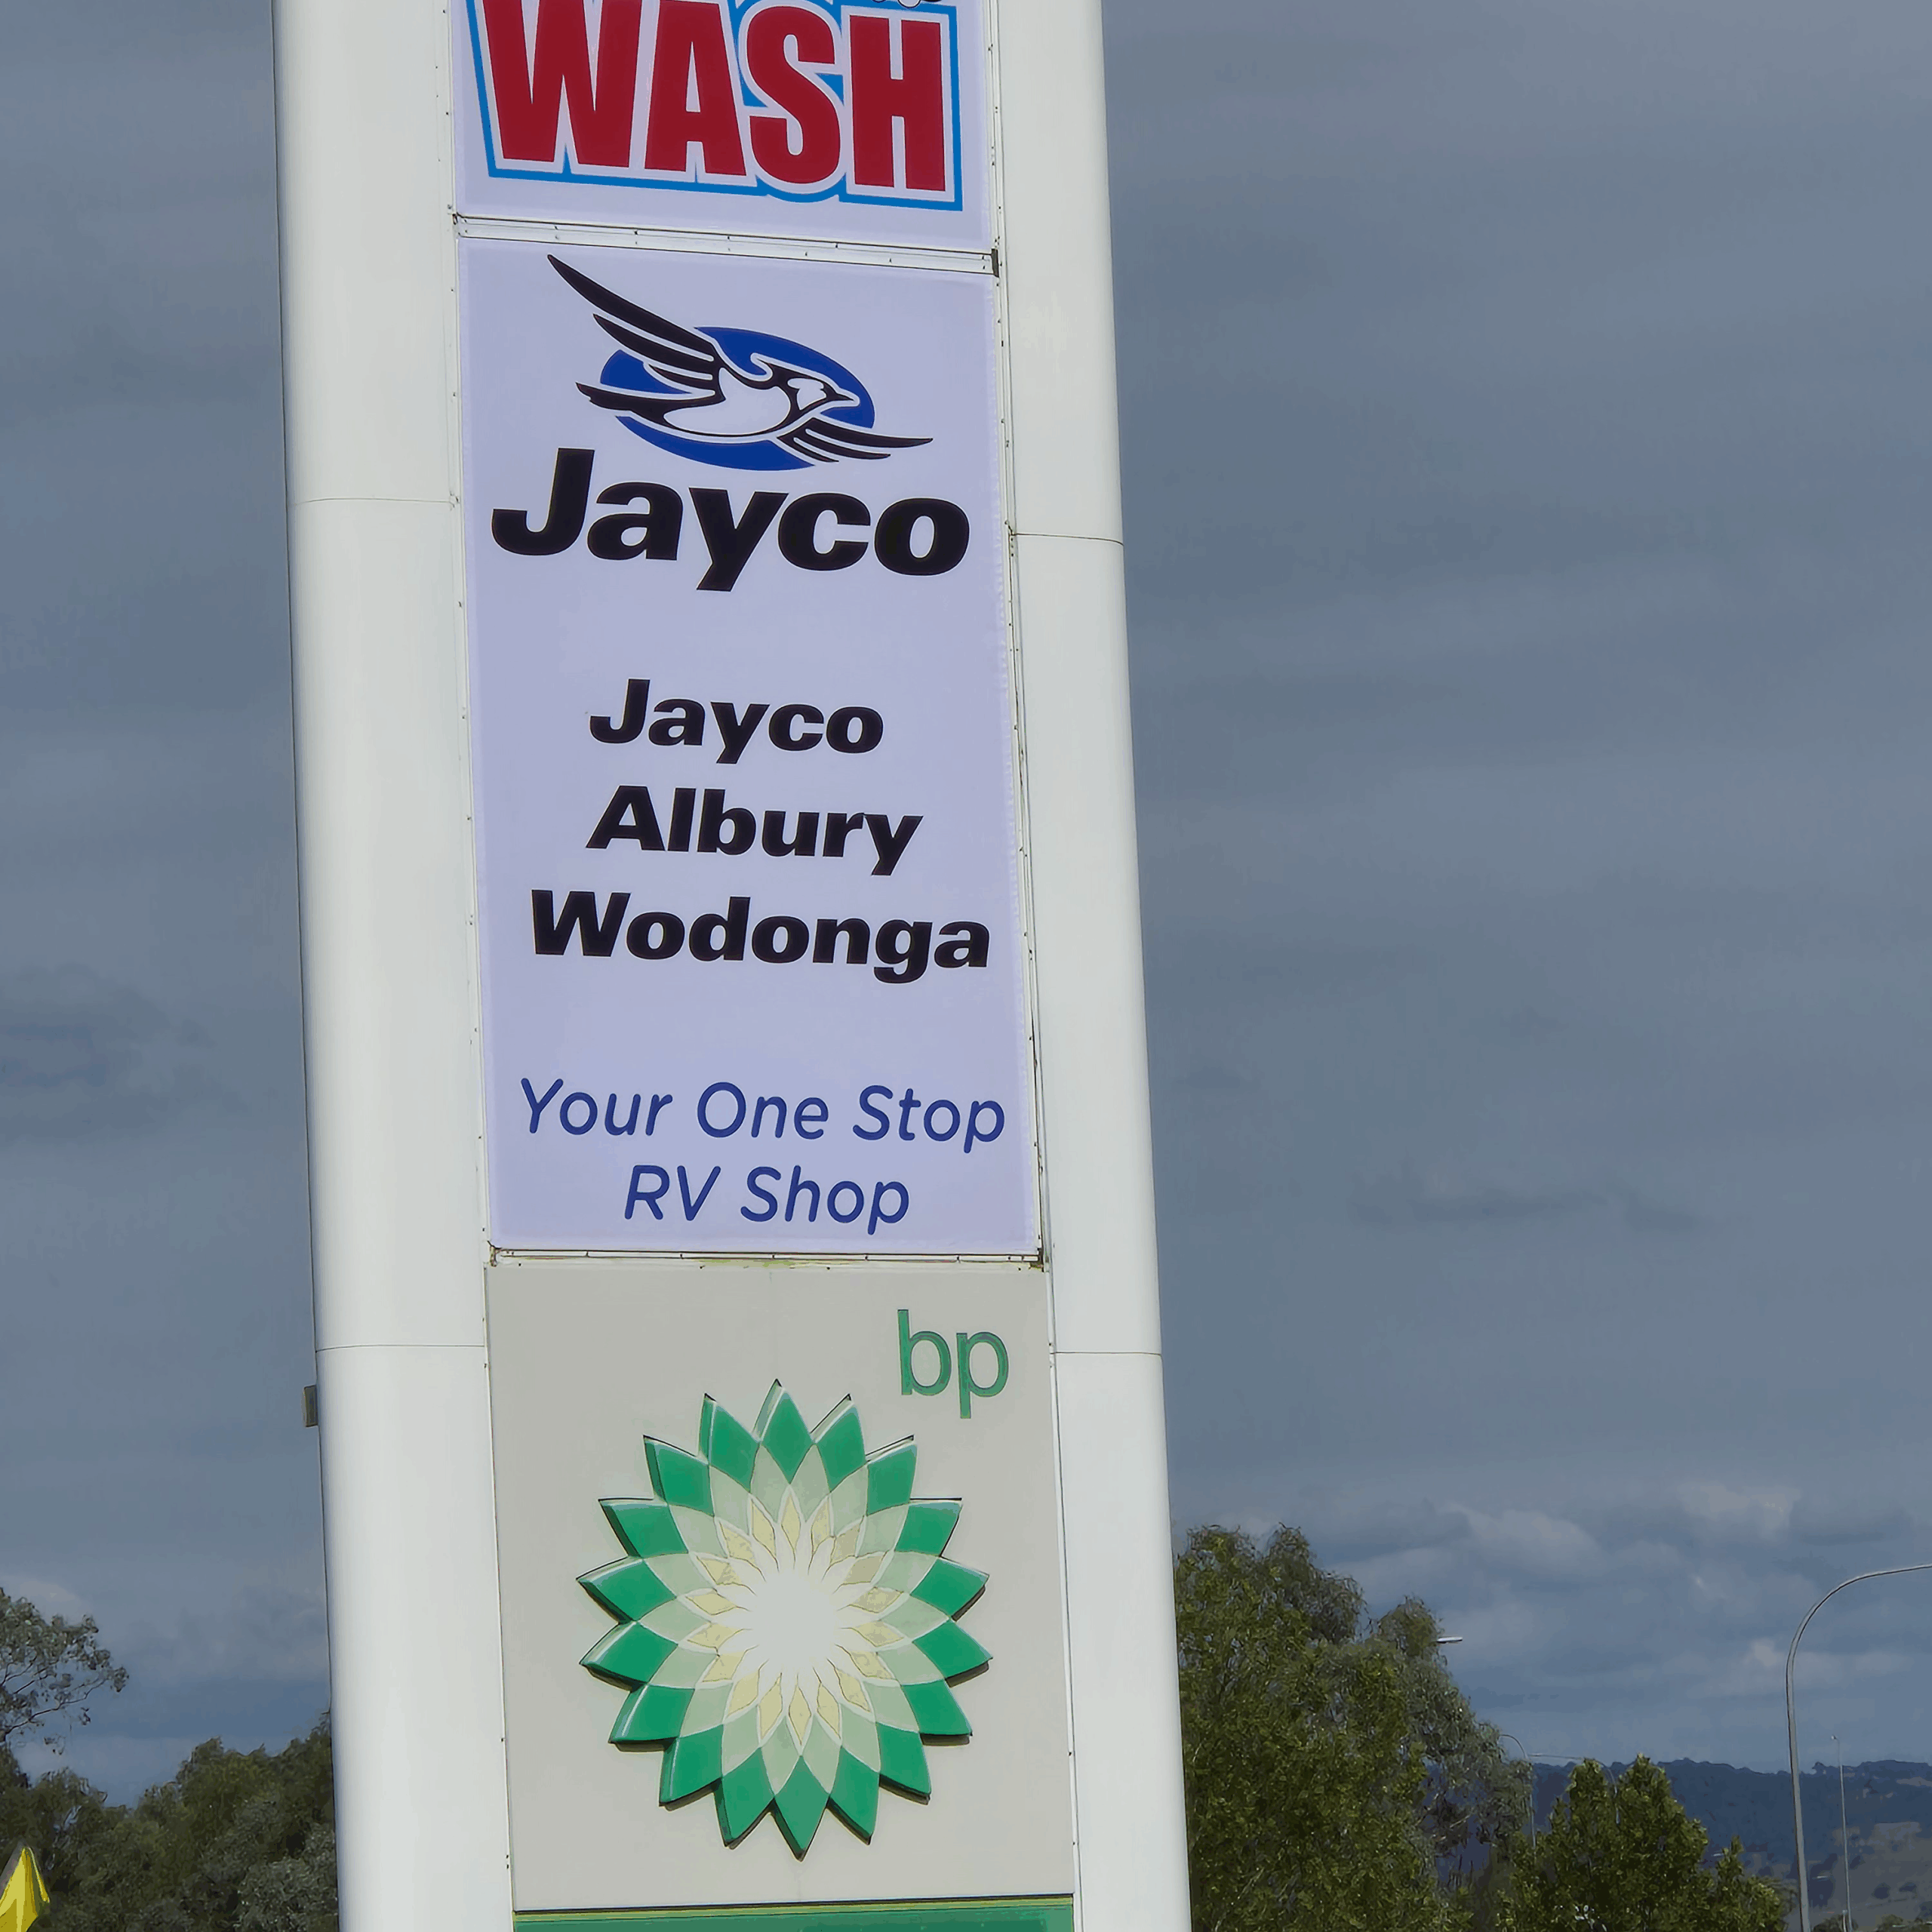 WASH
Jayco
Jayco
Albury
Wodonga
Your One Stop
RV Shop
bp